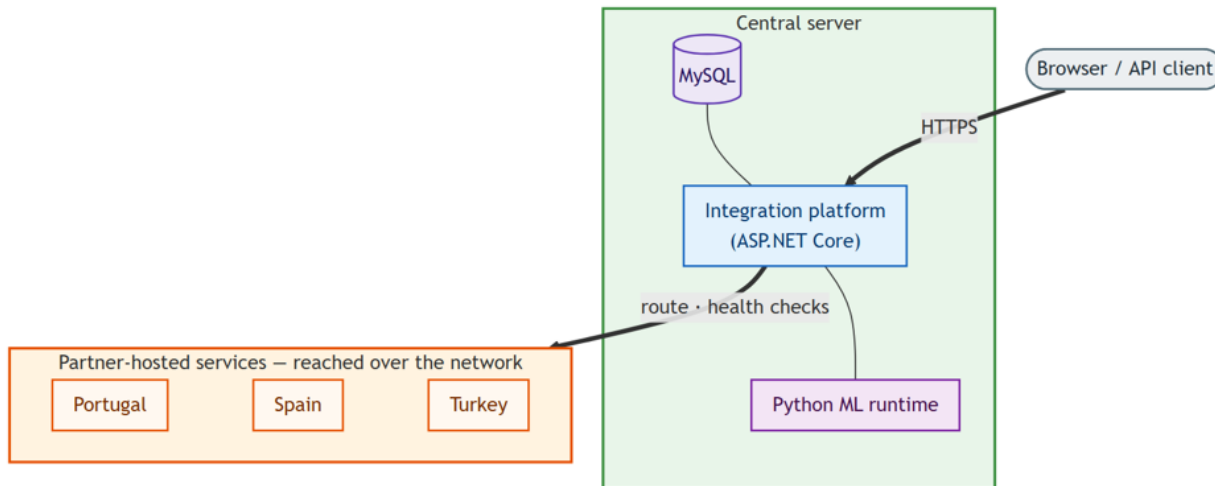 Central server
MySQL
Browser / API client
HTTPS
Integration platform
(ASP.NET Core)
route · health checks
Partner-hosted services — reached over the network
Portugal
Spain
Turkey
Python ML runtime